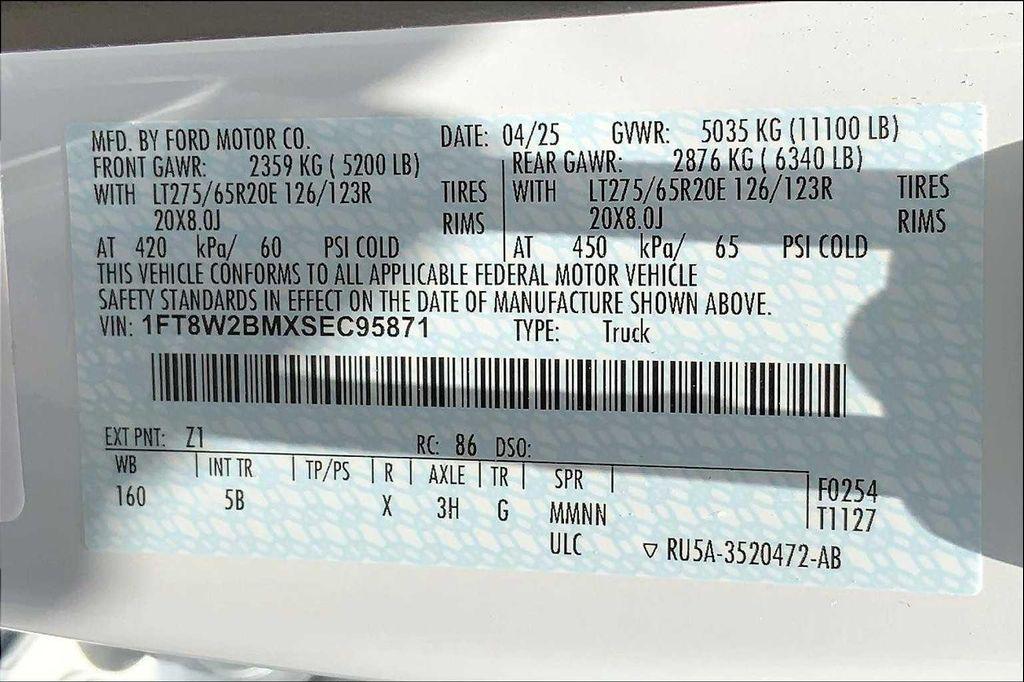 MFD. BY FORD MOTOR CO. DATE: 04/25 GVWR: 5035 KG (11100 LB)
FRONT GAWR: 2359 KG ( 5200 LB) REAR GAWR: 2876 KG ( 6340 LB)
WITH LT275/65R20E 126/123R TIRES WITH LT275/65R20E 126/123R TIRES
20X8.0J RIMS 20X8.0J RIMS
AT 420 kPa/ 60 PSI COLD AT 450 kPa/ 65 PSI COLD
THIS VEHICLE CONFORMS TO ALL APPLICABLE FEDERAL MOTOR VEHICLE
SAFETY STANDARDS IN EFFECT ON THE DATE OF MANUFACTURE SHOWN ABOVE.
VIN: 1FT8W2BMXSEC95871 TYPE: Truck
EXT PNT: Z1 RC: 86 DSO:
WB INT TR TP/PS R AXLE TR SPR
160 5B X 3H G MMNN
ULC
F0254
T1127
▽ RU5A-3520472-AB